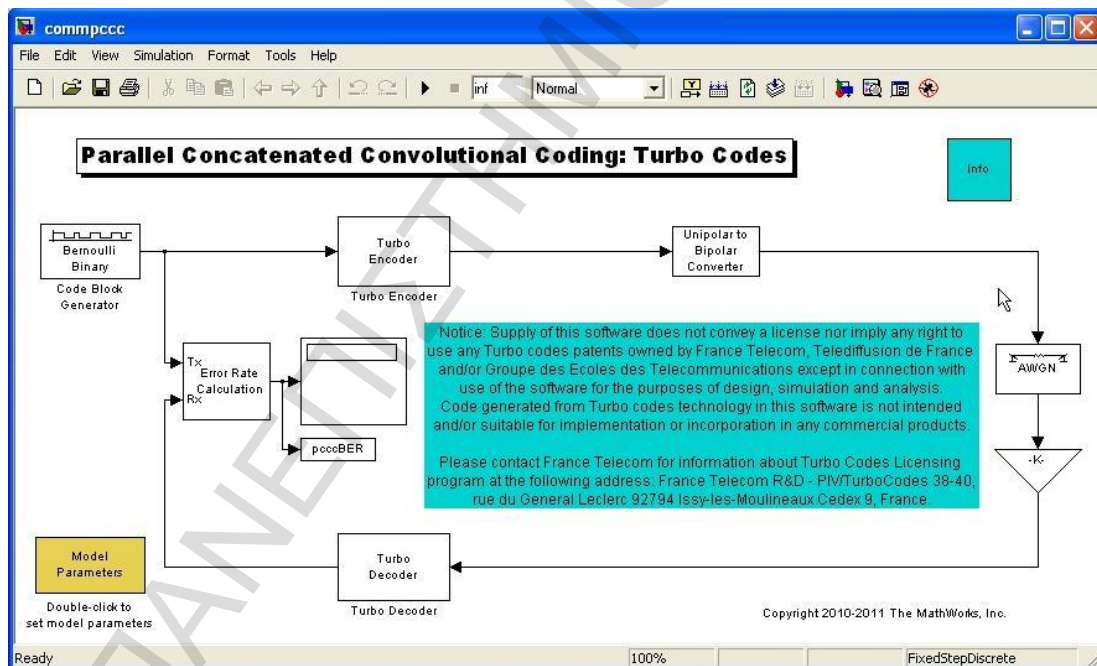 commpccc
File Edit View Simulation Format Tools Help
inf Normal
Parallel Concatenated Convolutional Coding: Turbo Codes
Info
Bernoulli
Binary
Code Block
Generator
Turbo
Encoder
Turbo Encoder
Unipolar to
Bipolar
Converter
Tx
Rx
Error Rate
Calculation
pcccBER
Notice: Supply of this software does not convey a license nor imply any right to
use any Turbo codes patents owned by France Telecom, Telediffusion de France
and/or Groupe des Ecoles des Telecommunications except in connection with
use of the software for the purposes of design, simulation and analysis.
Code generated from Turbo codes technology in this software is not intended
and/or suitable for implementation or incorporation in any commercial products.
Please contact France Telecom for information about Turbo Codes Licensing
program at the following address: France Telecom R&D - PIV/TurboCodes 38-40,
rue du General Leclerc 92794 Issy-les-Moulineaux Cedex 9, France.
AWGN
-K-
Model
Parameters
Double-click to
set model parameters
Turbo
Decoder
Turbo Decoder
Copyright 2010-2011 The MathWorks, Inc.
Ready 100% FixedStepDiscrete
ΠΑΝΕΠΙΣΤΗΜΙΟ